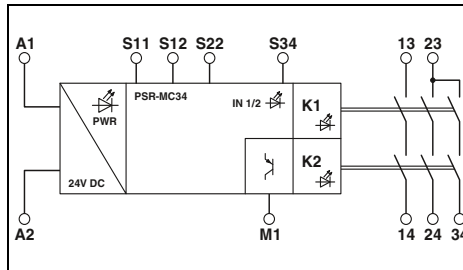 A1 S11 S12 S22 S34 13 23
PSR-MC34 IN 1/2 K1
PWR
K2
24V DC
A2 M1 14 24 34